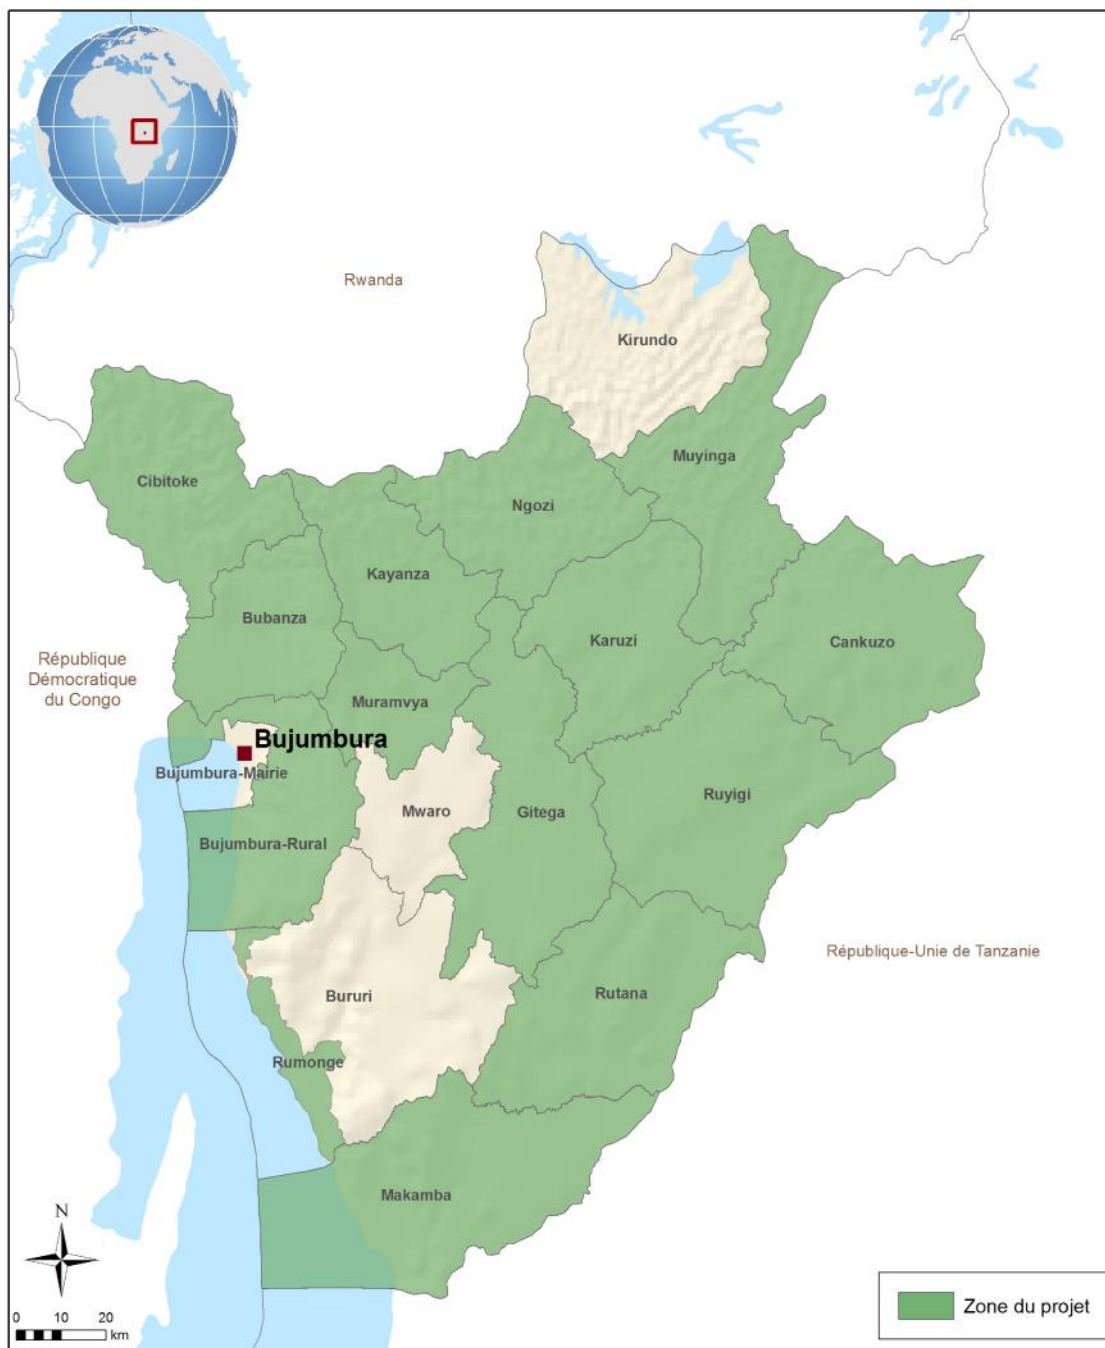 Rwanda
Kirundo
Muyinga
Cibitoke
Ngozi
Kayanza
Bubanza
Karuzi
Cankuzo
République
Démocratique
du Congo
Muramvya
Bujumbura
Bujumbura-Mairie
Ruyigi
Mwaro
Gitega
Bujumbura-Rural
République-Unie de Tanzanie
Bururi
Rutana
Rumonge
Makamba
N
0 10 20
km
Zone du projet